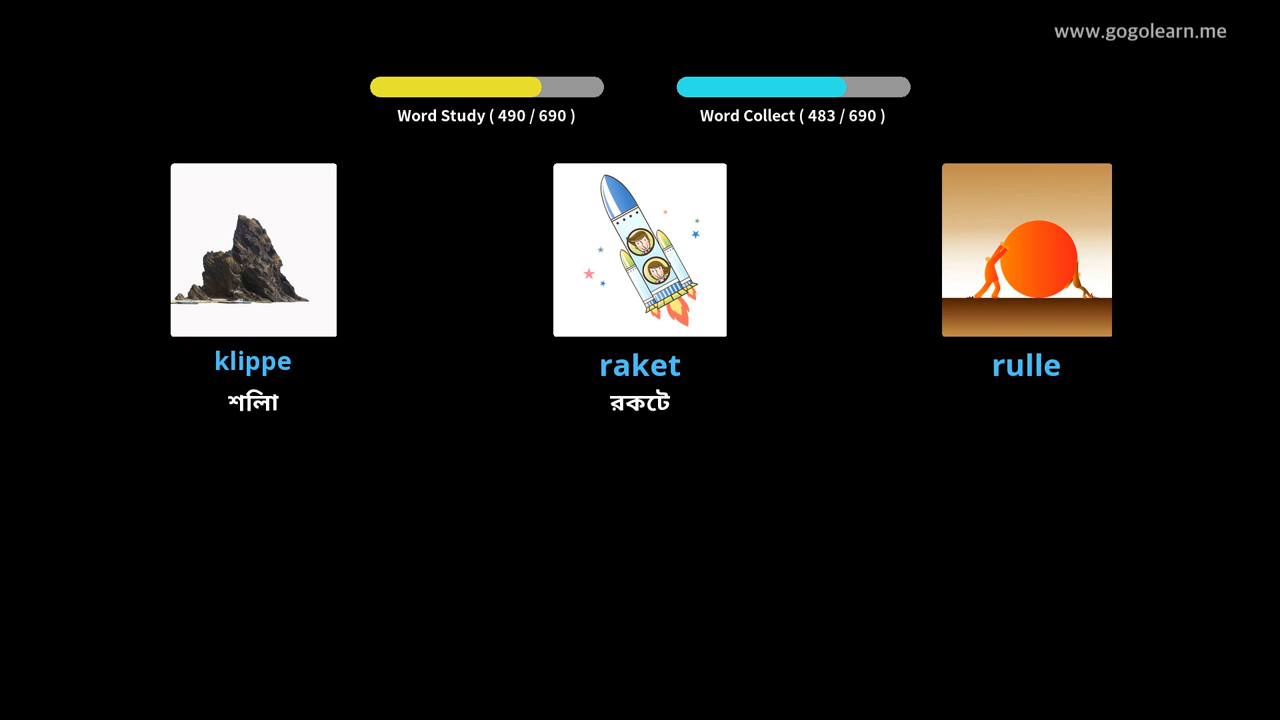 www.gogolearn.me
Word Study ( 490 / 690 )
Word Collect ( 483 / 690 )
klippe
raket
rulle
শিলা
রকেট